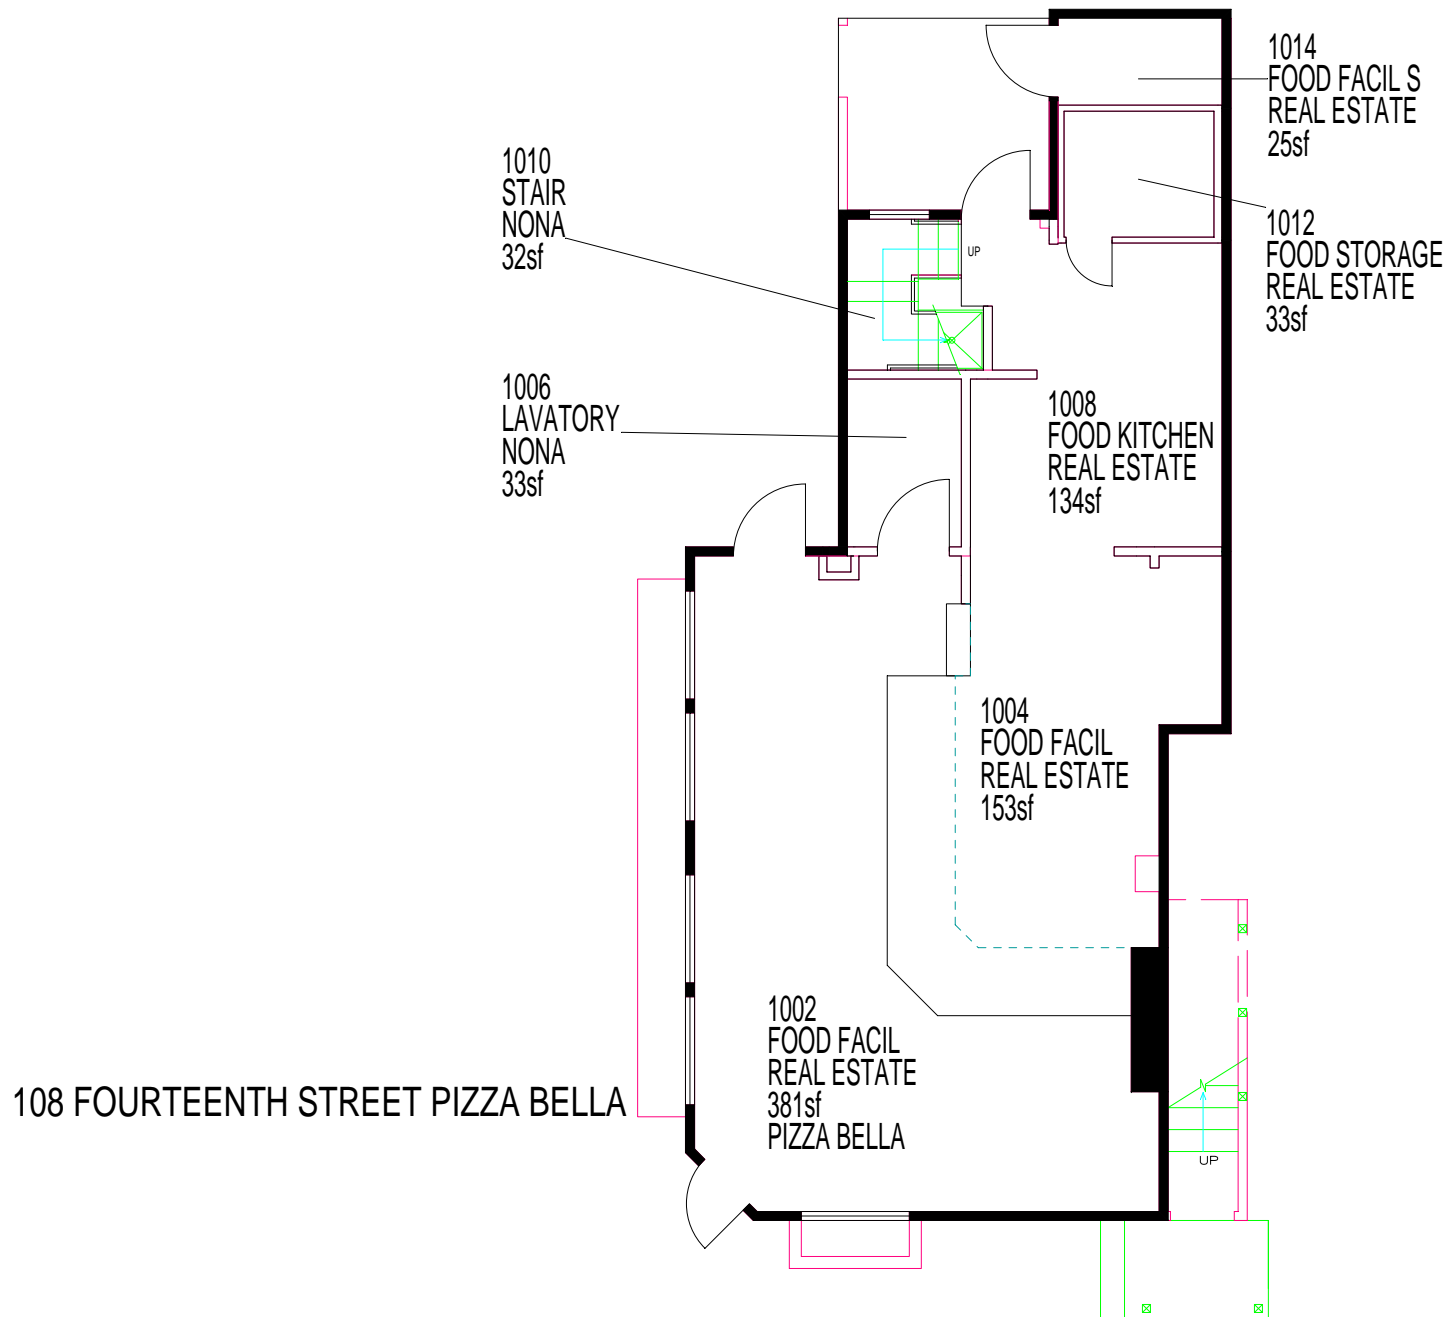 1014
FOOD FACIL S
REAL ESTATE
25sf
1010
STAIR
NONA
32sf
1012
FOOD STORAGE
REAL ESTATE
33sf
UP
1006
LAVATORY
NONA
33sf
1008
FOOD KITCHEN
REAL ESTATE
134sf
1004
FOOD FACIL
REAL ESTATE
153sf
1002
FOOD FACIL
REAL ESTATE
381sf
PIZZA BELLA
108 FOURTEENTH STREET PIZZA BELLA
UP